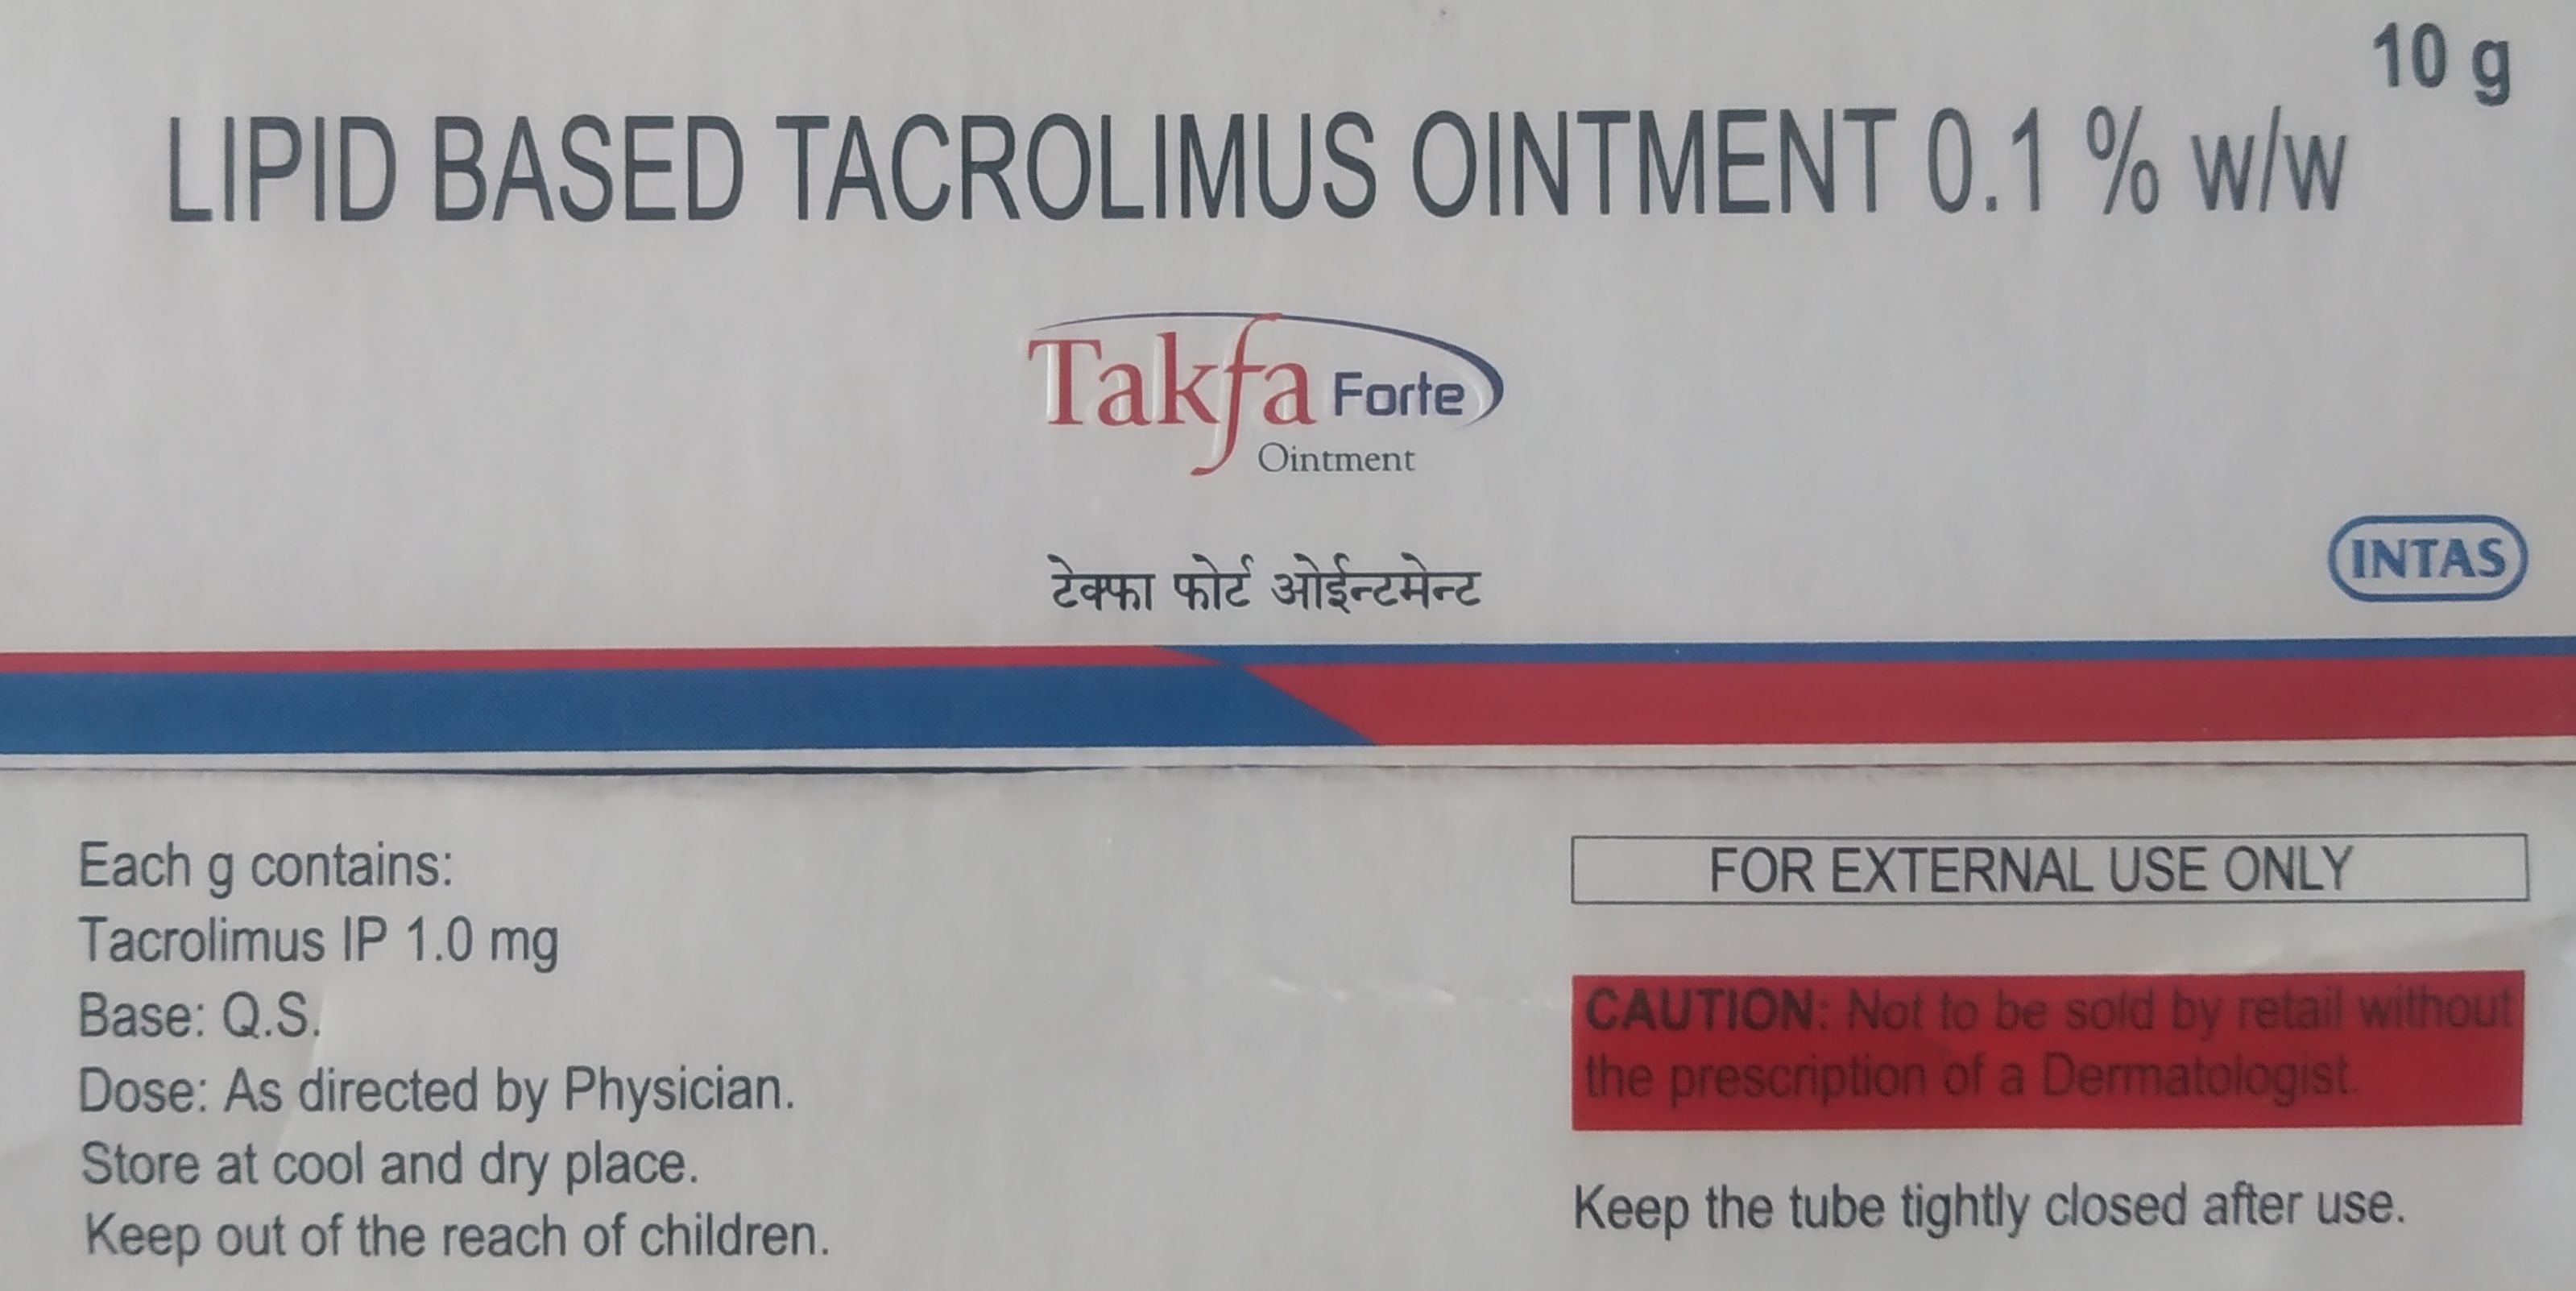 10 g
LIPID BASED TACROLIMUS OINTMENT 0.1 % w/w
Takfa Forte
Ointment
टेक्फा फोर्ट ओईन्टमेन्ट
INTAS
Each g contains:
Tacrolimus IP 1.0 mg
Base: Q.S.
Dose: As directed by Physician.
Store at cool and dry place.
Keep out of the reach of children.
FOR EXTERNAL USE ONLY
CAUTION: Not to be sold by retail without
the prescription of a Dermatologist.
Keep the tube tightly closed after use.